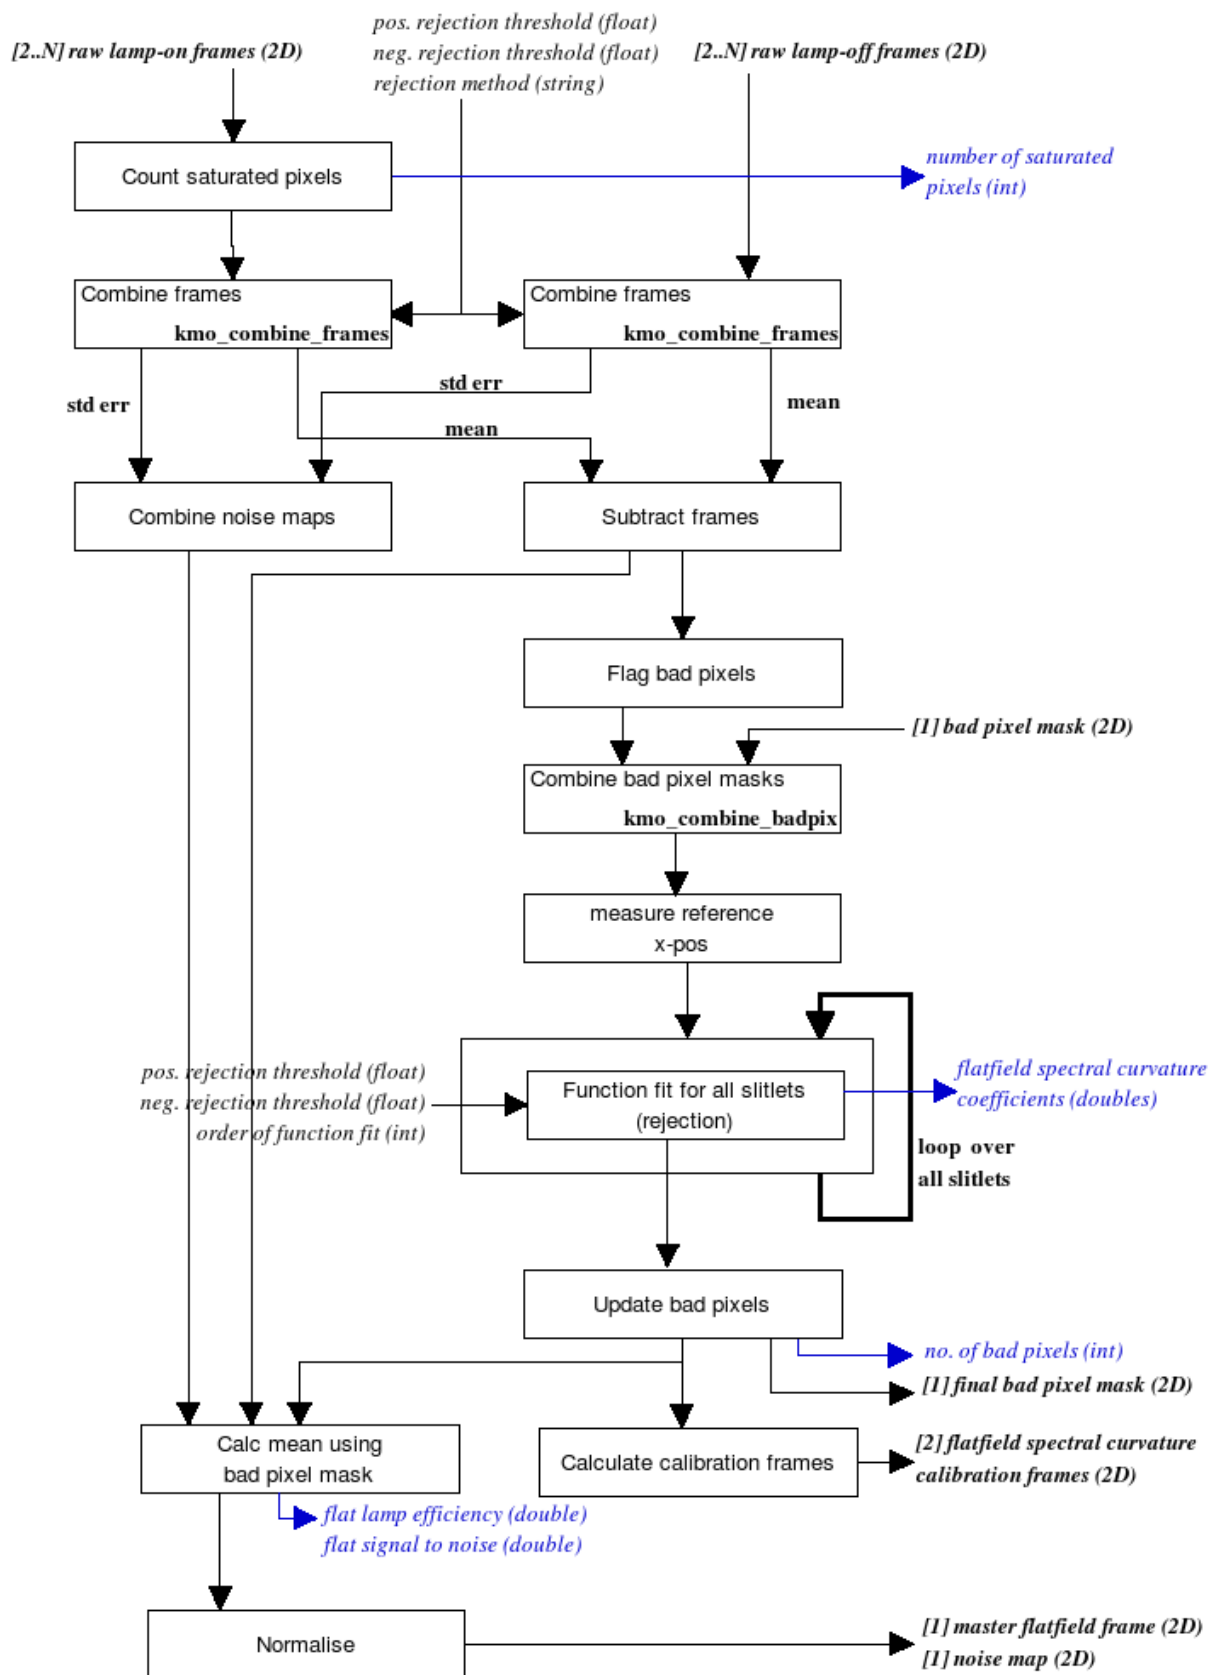 pos. rejection threshold (float)
[2..N] raw lamp-on frames (2D)
neg. rejection threshold (float)
[2..N] raw lamp-off frames (2D)
rejection method (string)
Count saturated pixels
number of saturated
pixels (int)
Combine frames
kmo_combine_frames
Combine frames
kmo_combine_frames
std err
std err
mean
mean
Combine noise maps
Subtract frames
Flag bad pixels
[1] bad pixel mask (2D)
Combine bad pixel masks
kmo_combine_badpix
measure reference
x-pos
pos. rejection threshold (float)
neg. rejection threshold (float)
order of function fit (int)
Function fit for all slitlets
(rejection)
flatfield spectral curvature
coefficients (doubles)
loop over
all slitlets
Update bad pixels
no. of bad pixels (int)
[1] final bad pixel mask (2D)
Calc mean using
bad pixel mask
Calculate calibration frames
[2] flatfield spectral curvature
calibration frames (2D)
flat lamp efficiency (double)
flat signal to noise (double)
Normalise
[1] master flatfield frame (2D)
[1] noise map (2D)